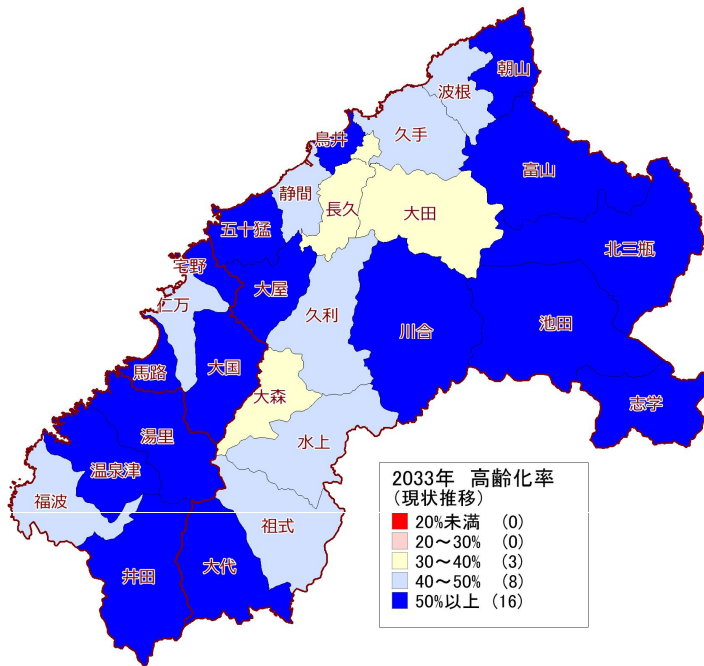 朝山
波根
久手
鳥井
富山
静間
長久
大田
五十猛
北三瓶
宅野
大屋
仁万
久利
川合
池田
馬路
大国
大森
志学
湯里
水上
温泉津
福波
祖式
井田
大代
2033年 高齢化率
(現状推移)
20%未満 (0)
20~30% (0)
30~40% (3)
40~50% (8)
50%以上 (16)